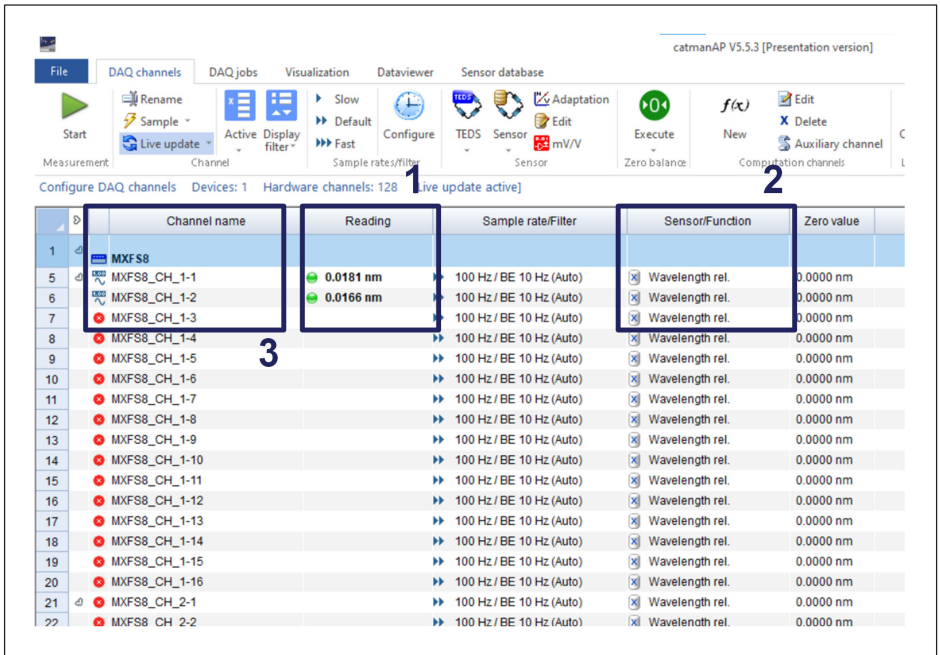 catmanAP V5.5.3 [Presentation version]
File DAQ channels DAQ jobs Visualization Dataviewer Sensor database
Rename Slow Adaptation Edit
Sample Default Edit Delete
Start Live update Active Display filter Fast Configure TEDS Sensor mV/V Execute New Auxiliary channel
Measurement Channel Sample rates/filter Sensor Zero balance Computation channels
Configure DAQ channels Devices: 1 Hardware channels: 128 Live update active]
1 2
Channel name Reading Sample rate/Filter Sensor/Function Zero value
1 MXFS8
5 MXFS8_CH_1-1 0.0181 nm 100 Hz / BE 10 Hz (Auto) Wavelength rel. 0.0000 nm
6 MXFS8_CH_1-2 0.0166 nm 100 Hz / BE 10 Hz (Auto) Wavelength rel. 0.0000 nm
7 MXFS8_CH_1-3 100 Hz / BE 10 Hz (Auto) Wavelength rel. 0.0000 nm
8 MXFS8_CH_1-4 100 Hz / BE 10 Hz (Auto) Wavelength rel. 0.0000 nm
3
9 MXFS8_CH_1-5 100 Hz / BE 10 Hz (Auto) Wavelength rel. 0.0000 nm
10 MXFS8_CH_1-6 100 Hz / BE 10 Hz (Auto) Wavelength rel. 0.0000 nm
11 MXFS8_CH_1-7 100 Hz / BE 10 Hz (Auto) Wavelength rel. 0.0000 nm
12 MXFS8_CH_1-8 100 Hz / BE 10 Hz (Auto) Wavelength rel. 0.0000 nm
13 MXFS8_CH_1-9 100 Hz / BE 10 Hz (Auto) Wavelength rel. 0.0000 nm
14 MXFS8_CH_1-10 100 Hz / BE 10 Hz (Auto) Wavelength rel. 0.0000 nm
15 MXFS8_CH_1-11 100 Hz / BE 10 Hz (Auto) Wavelength rel. 0.0000 nm
16 MXFS8_CH_1-12 100 Hz / BE 10 Hz (Auto) Wavelength rel. 0.0000 nm
17 MXFS8_CH_1-13 100 Hz / BE 10 Hz (Auto) Wavelength rel. 0.0000 nm
18 MXFS8_CH_1-14 100 Hz / BE 10 Hz (Auto) Wavelength rel. 0.0000 nm
19 MXFS8_CH_1-15 100 Hz / BE 10 Hz (Auto) Wavelength rel. 0.0000 nm
20 MXFS8_CH_1-16 100 Hz / BE 10 Hz (Auto) Wavelength rel. 0.0000 nm
21 MXFS8_CH_2-1 100 Hz / BE 10 Hz (Auto) Wavelength rel. 0.0000 nm
22 MXFS8_CH_2-2 100 Hz / BE 10 Hz (Auto) Wavelength rel. 0.0000 nm